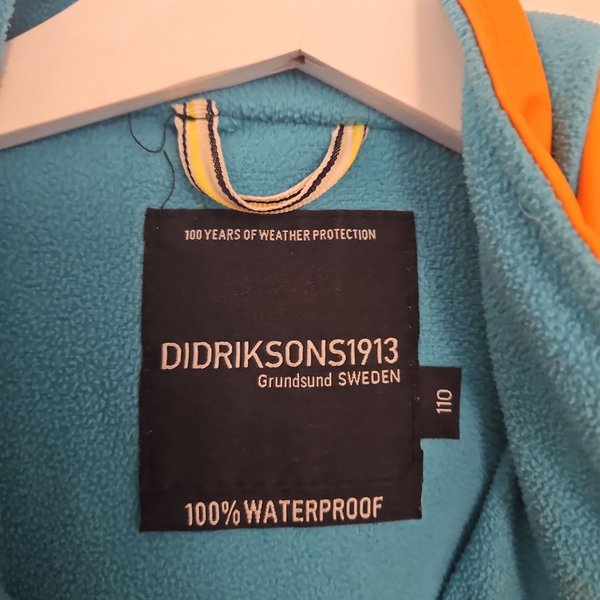 100 YEARS OF WEATHER PROTECTION
DIDRIKSONS1913
Grundsund SWEDEN
110
100% WATERPROOF